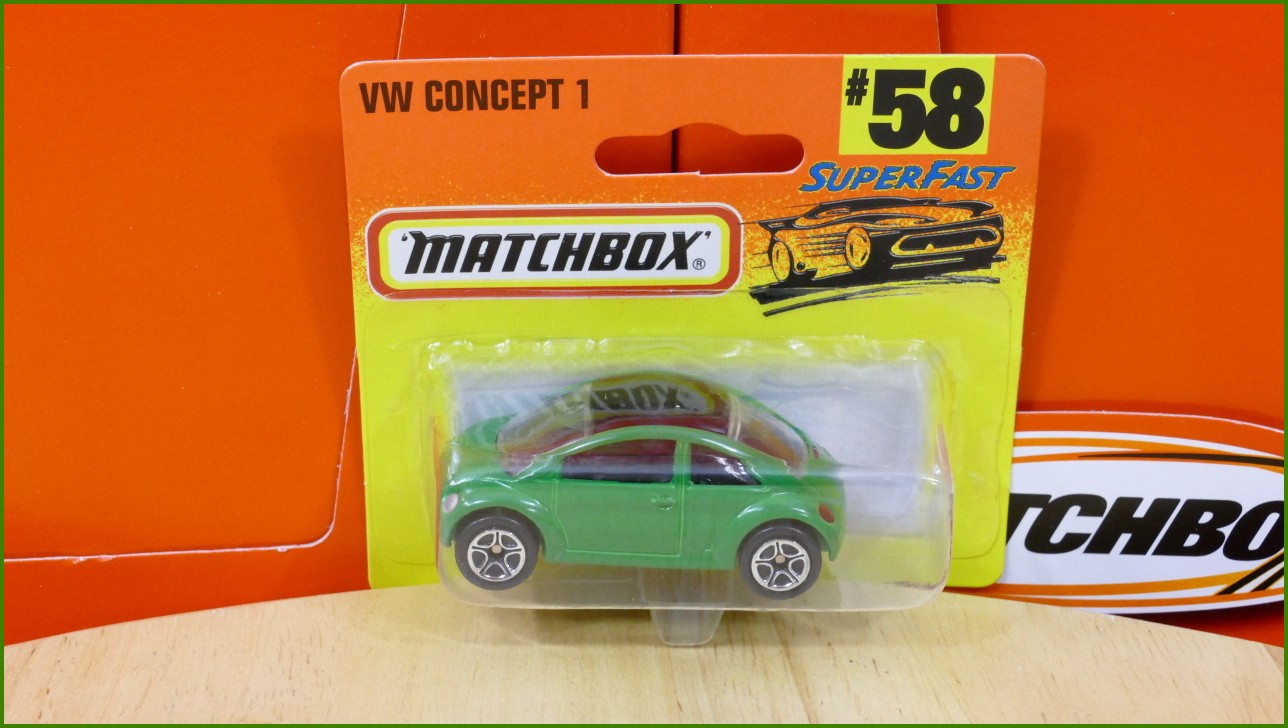 VW CONCEPT 1
#58
SUPERFAST
'MATCHBOX'®
TCHBO